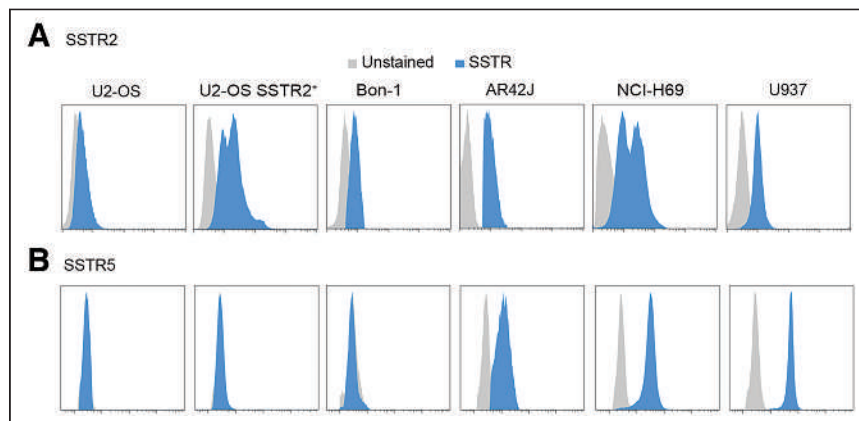 A SSTR2
Unstained SSTR
U2-OS U2-OS SSTR2+ Bon-1 AR42J NCI-H69 U937
B SSTR5